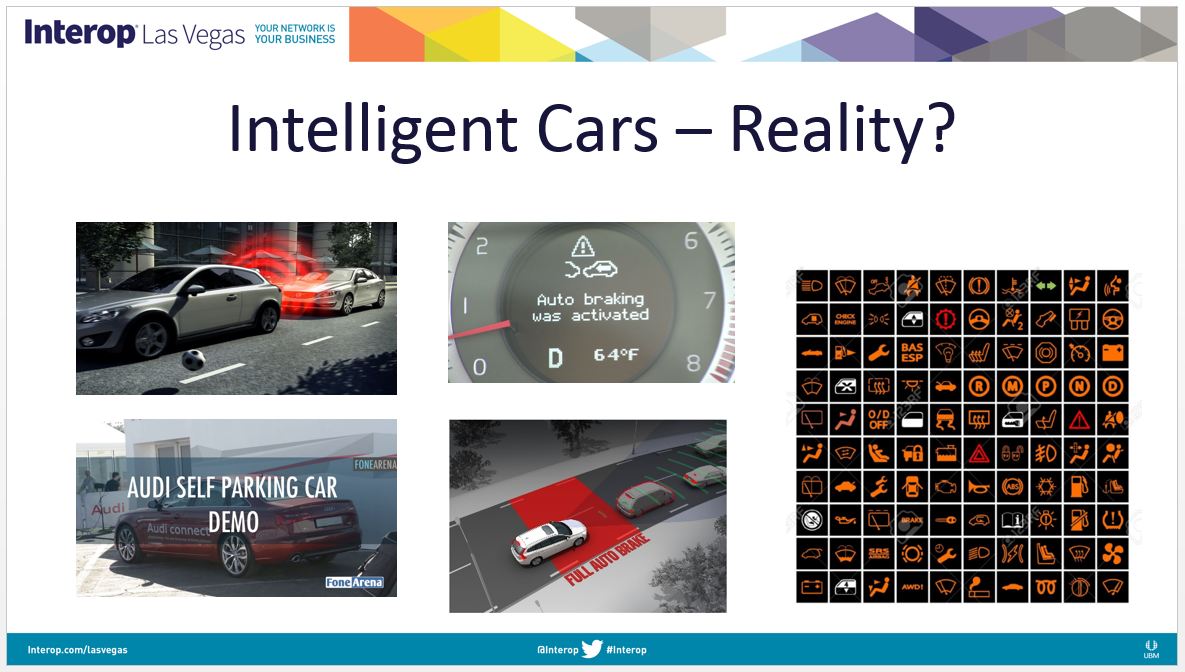 Interop Las Vegas
YOUR NETWORK IS
YOUR BUSINESS
Intelligent Cars – Reality?
2
6
1
7
0
8
Auto braking
was activated
D
64°F
FONEARENA
AUDI SELF PARKING CAR
DEMO
Audi
Audi connect
FoneArena
FULL AUTO BRAKE
CHECK
ENGINE
2
BAS
ESP
R
M
P
N
D
O/D
OFF
ABS
BRAKE
SRS
AIRBAG
AWD!
Interop.com/lasvegas
@Interop
#Interop
UBM